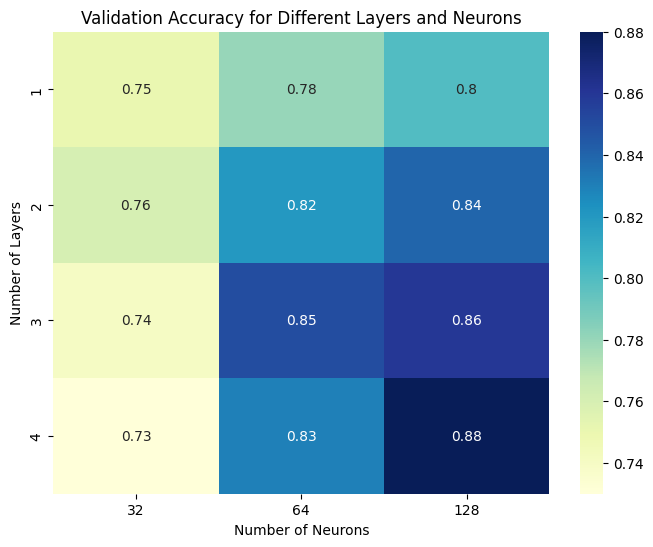 Validation Accuracy for Different Layers and Neurons
Number of Layers
1
0.75 0.78 0.8
2
0.76 0.82 0.84
3
0.74 0.85 0.86
4
0.73 0.83 0.88
32 64 128
Number of Neurons
0.88
0.86
0.84
0.82
0.80
0.78
0.76
0.74